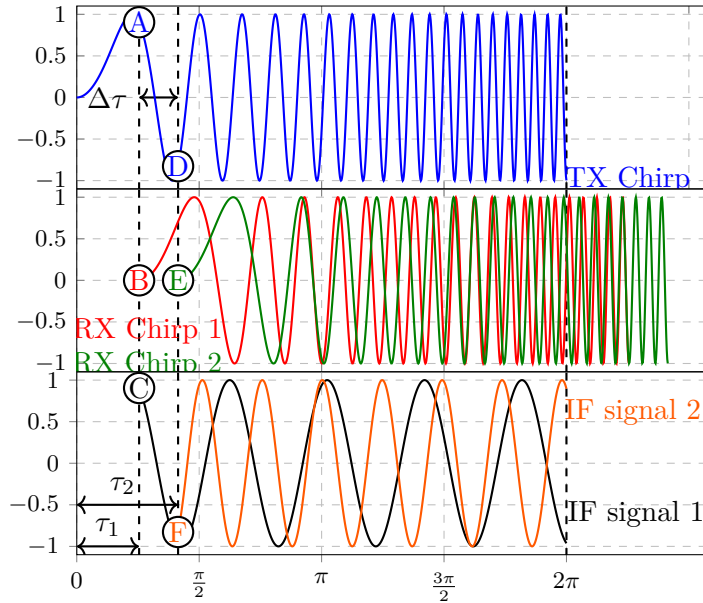 1
A
0.5
0
Δτ
−0.5
D
−1
TX Chirp
1
0.5
0
B
E
−0.5
RX Chirp 1
−1
RX Chirp 2
1
C
0.5
IF signal 2
0
−0.5
τ₂
F
IF signal 1
τ₁
−1
0
π/2
π
3π/2
2π